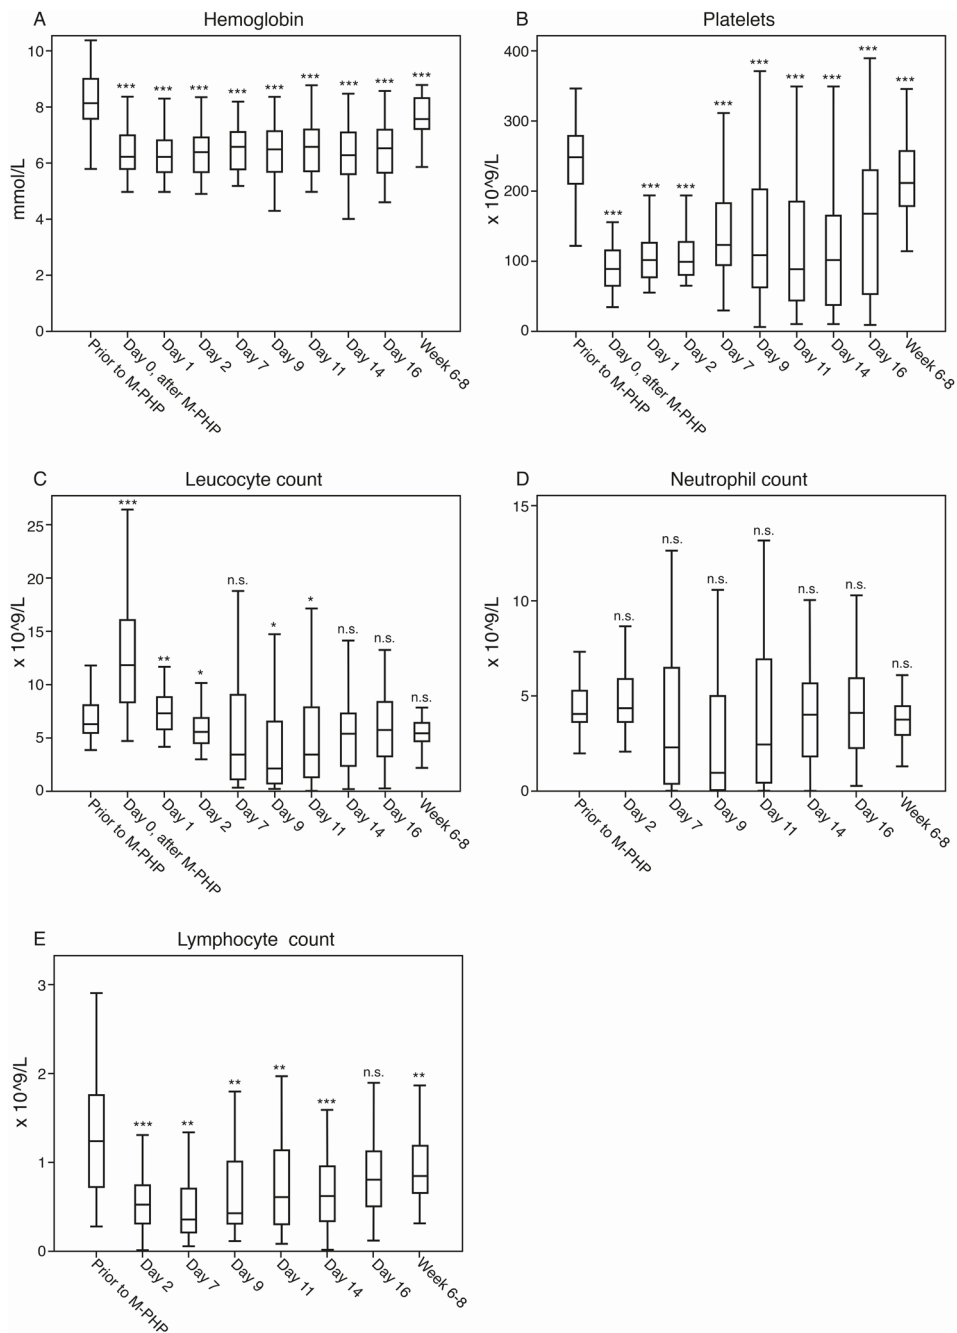 A
Hemoglobin
mmol/L
10
8
6
4
2
0
***
***
***
***
***
***
***
***
***
Prior to M-PHP
Day 0, after M-PHP
Day 1
Day 2
Day 7
Day 9
Day 11
Day 14
Day 16
Week 6-8
B
Platelets
x 10^9/L
400
300
200
100
0
***
***
***
***
***
***
***
***
***
Prior to M-PHP
Day 0, after M-PHP
Day 1
Day 2
Day 7
Day 9
Day 11
Day 14
Day 16
Week 6-8
C
Leucocyte count
x 10^9/L
25
20
15
10
5
0
***
**
*
n.s.
*
*
n.s.
n.s.
n.s.
Prior to M-PHP
Day 0, after M-PHP
Day 1
Day 2
Day 7
Day 9
Day 11
Day 14
Day 16
Week 6-8
D
Neutrophil count
x 10^9/L
15
10
5
0
n.s.
n.s.
n.s.
n.s.
n.s.
n.s.
n.s.
Prior to M-PHP
Day 2
Day 7
Day 9
Day 11
Day 14
Day 16
Week 6-8
E
Lymphocyte count
x 10^9/L
3
2
1
0
***
**
**
**
***
n.s.
**
Prior to M-PHP
Day 2
Day 7
Day 9
Day 11
Day 14
Day 16
Week 6-8